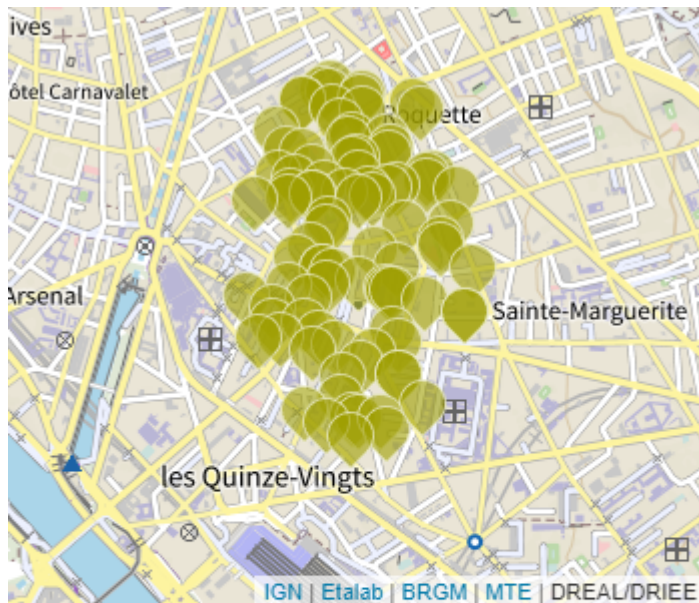 ives
ôtel Carnavalet
Roquette
Arsenal
Sainte-Marguerite
les Quinze-Vingts
IGN | Etalab | BRGM | MTE | DREAL/DRIEE